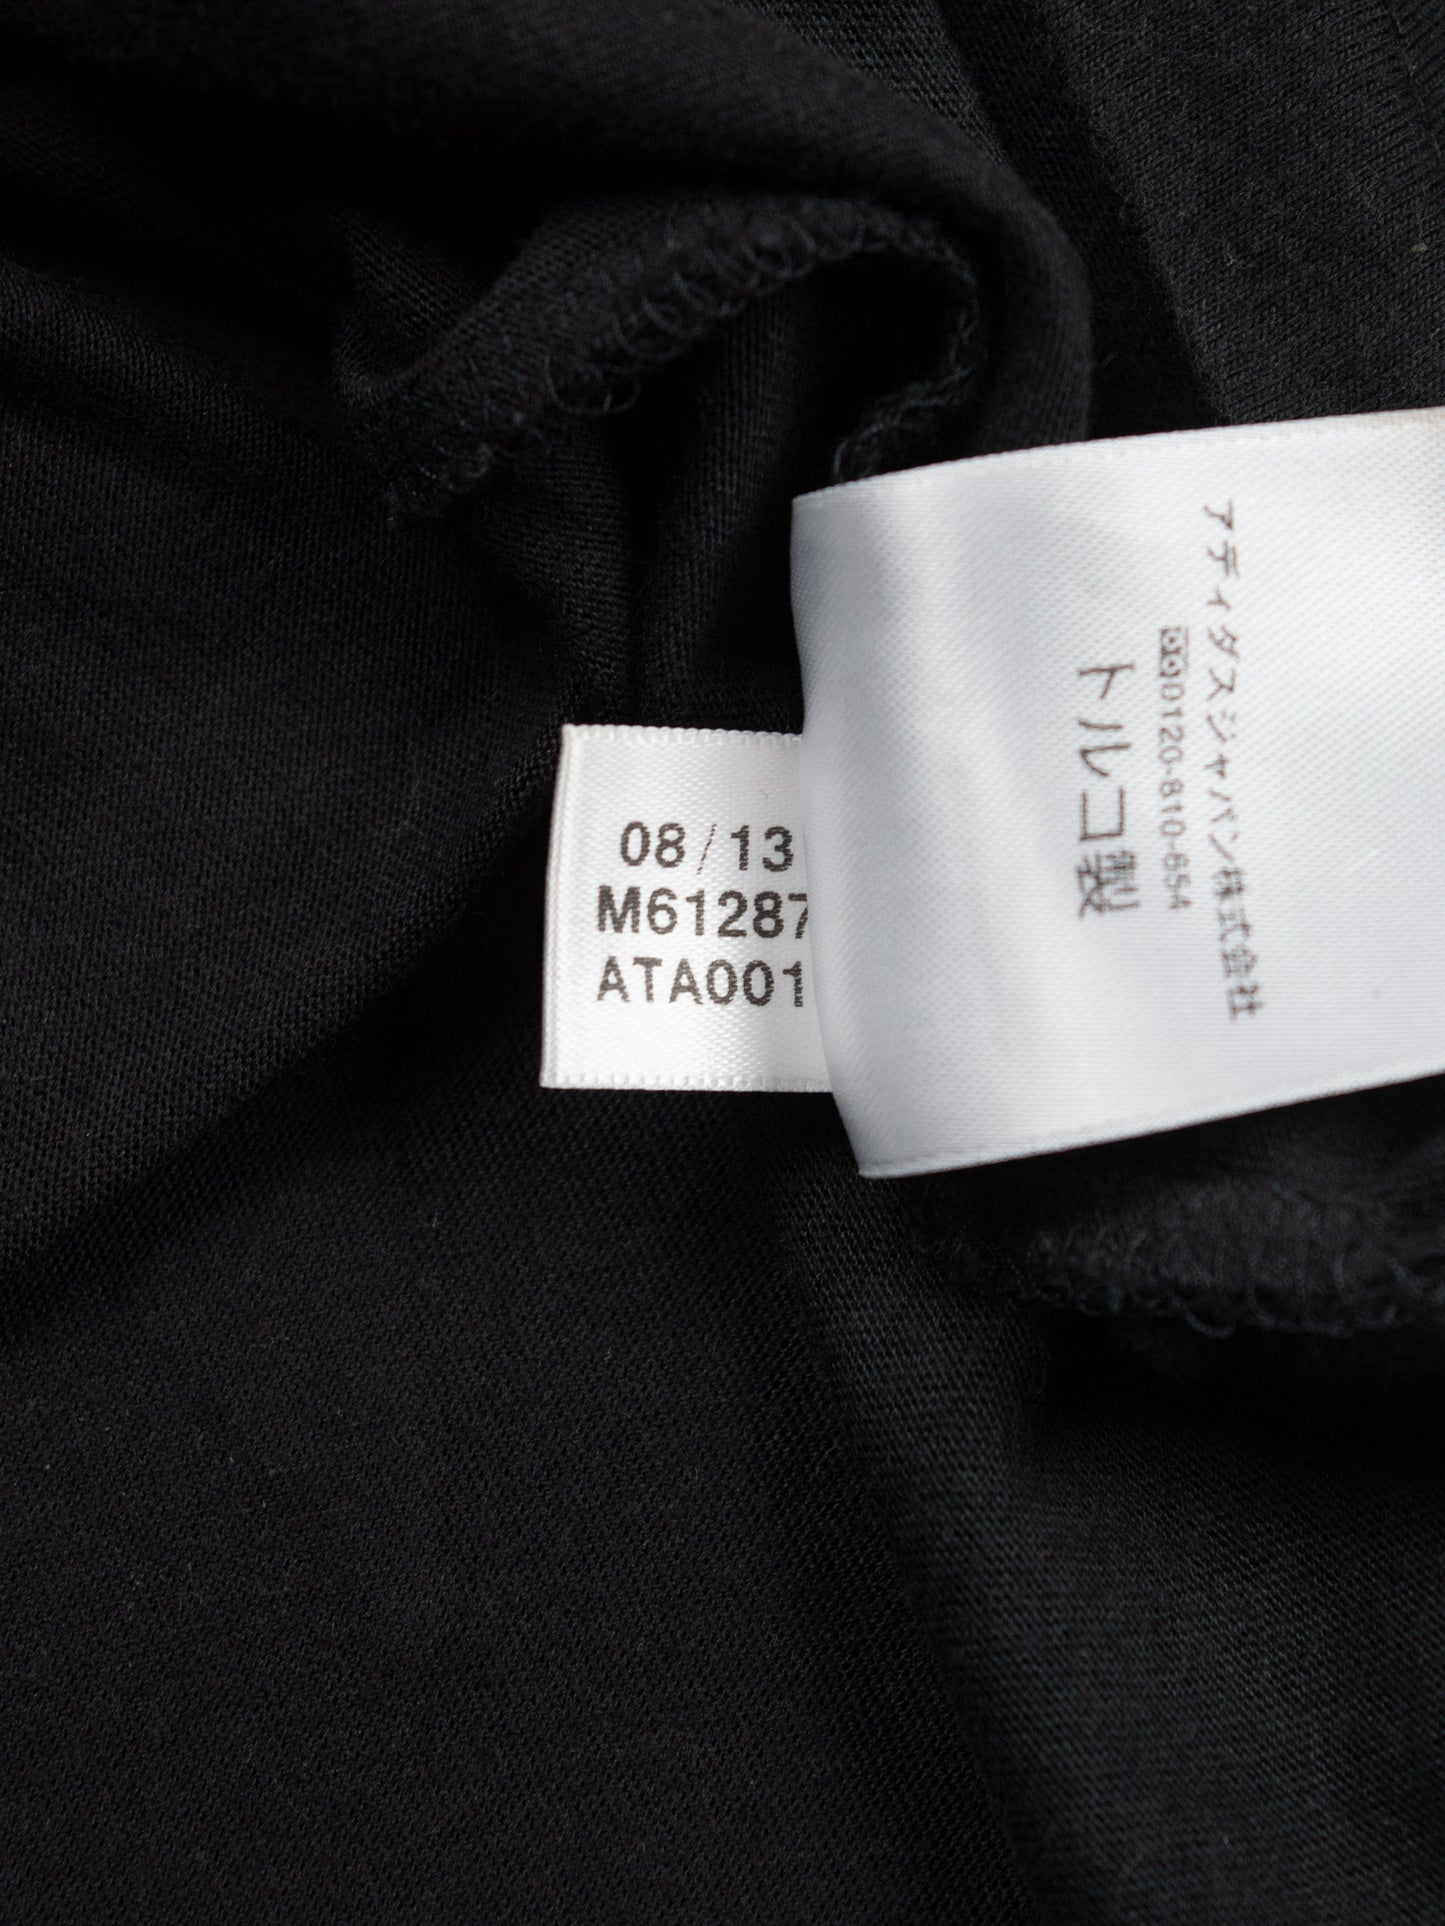 08/13
M61287
ATA001
アディダスジャパン株式会社
0120-810-654
トルコ製